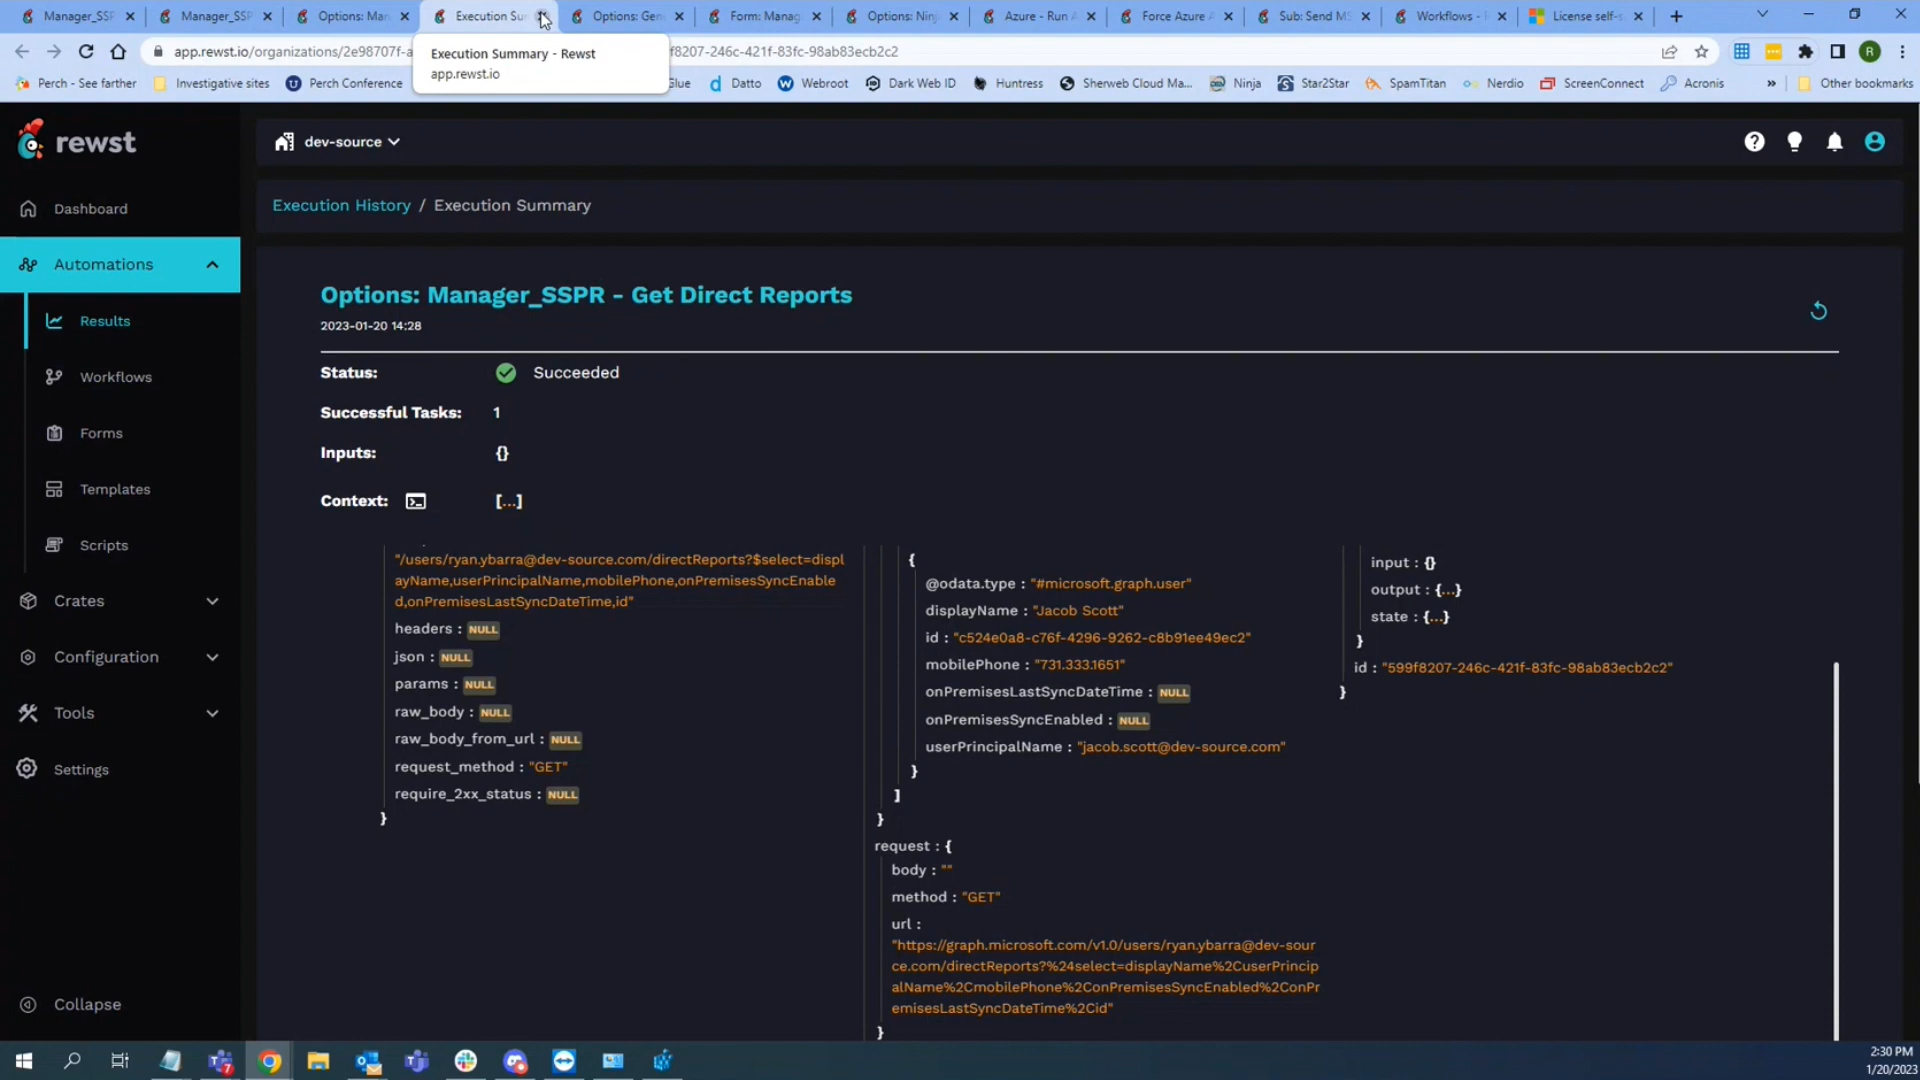 Manager_SSP
Manager_SSP
Options: Man
Execution Su
Options: Gen
Form: Manag
Options: Ninj
Azure - Run A
Force Azure A
Sub: Send MS
Workflows -
License self-s
app.rewst.io/organizations/2e98707f-a
f8207-246c-421f-83fc-98ab83ecb2c2
R
Execution Summary - Rewst
app.rewst.io
Perch - See farther
Investigative sites
Perch Conference
Glue
Datto
Webroot
Dark Web ID
Huntress
Sherweb Cloud Ma...
Ninja
Star2Star
SpamTitan
Nerdio
ScreenConnect
Acronis
»
Other bookmarks
rewst
dev-source
Dashboard
Automations
Results
Workflows
Forms
Templates
Scripts
Crates
Configuration
Tools
Settings
Collapse
Execution History / Execution Summary
Options: Manager_SSPR - Get Direct Reports
2023-01-20 14:28
Status: Succeeded
Successful Tasks: 1
Inputs: {}
Context: [...]
"/users/ryan.ybarra@dev-source.com/directReports?$select=displ
ayName,userPrincipalName,mobilePhone,onPremisesSyncEnable
d,onPremisesLastSyncDateTime,id"
headers : NULL
json : NULL
params : NULL
raw_body : NULL
raw_body_from_url : NULL
request_method : "GET"
require_2xx_status : NULL
}
{
@odata.type : "#microsoft.graph.user"
displayName : "Jacob Scott"
id : "c524e0a8-c76f-4296-9262-c8b91ee49ec2"
mobilePhone : "731.333.1651"
onPremisesLastSyncDateTime : NULL
onPremisesSyncEnabled : NULL
userPrincipalName : "jacob.scott@dev-source.com"
}
]
}
request : {
body : ""
method : "GET"
url :
"https://graph.microsoft.com/v1.0/users/ryan.ybarra@dev-sour
ce.com/directReports?%24select=displayName%2CuserPrincip
alName%2CmobilePhone%2ConPremisesSyncEnabled%2ConPr
emisesLastSyncDateTime%2Cid"
}
input : {}
output : {...}
state : {...}
}
id : "599f8207-246c-421f-83fc-98ab83ecb2c2"
}
7
2:30 PM
1/20/2023